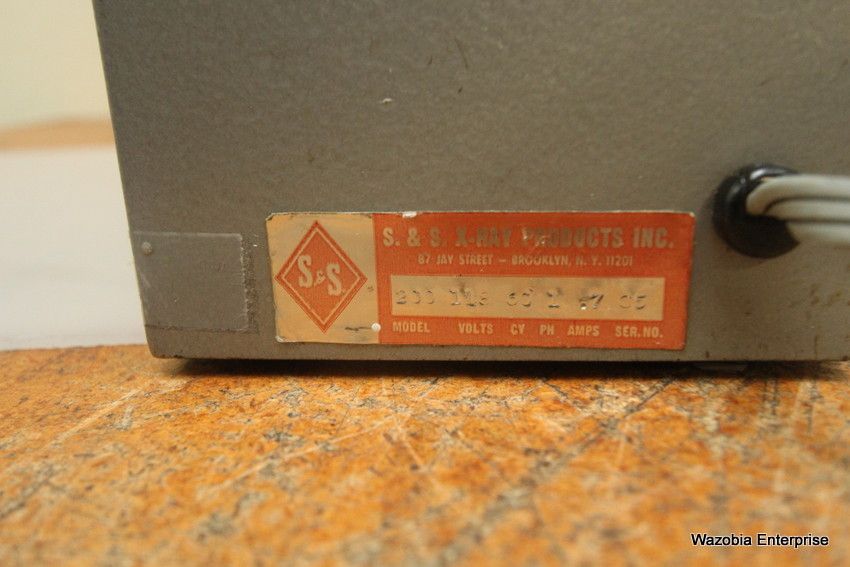 S&S.
S. & S. X-RAY PRODUCTS INC.
87 JAY STREET – BROOKLYN, N. Y. 11201
MODEL VOLTS CY PH AMPS SER. NO.
Wazobia Enterprise